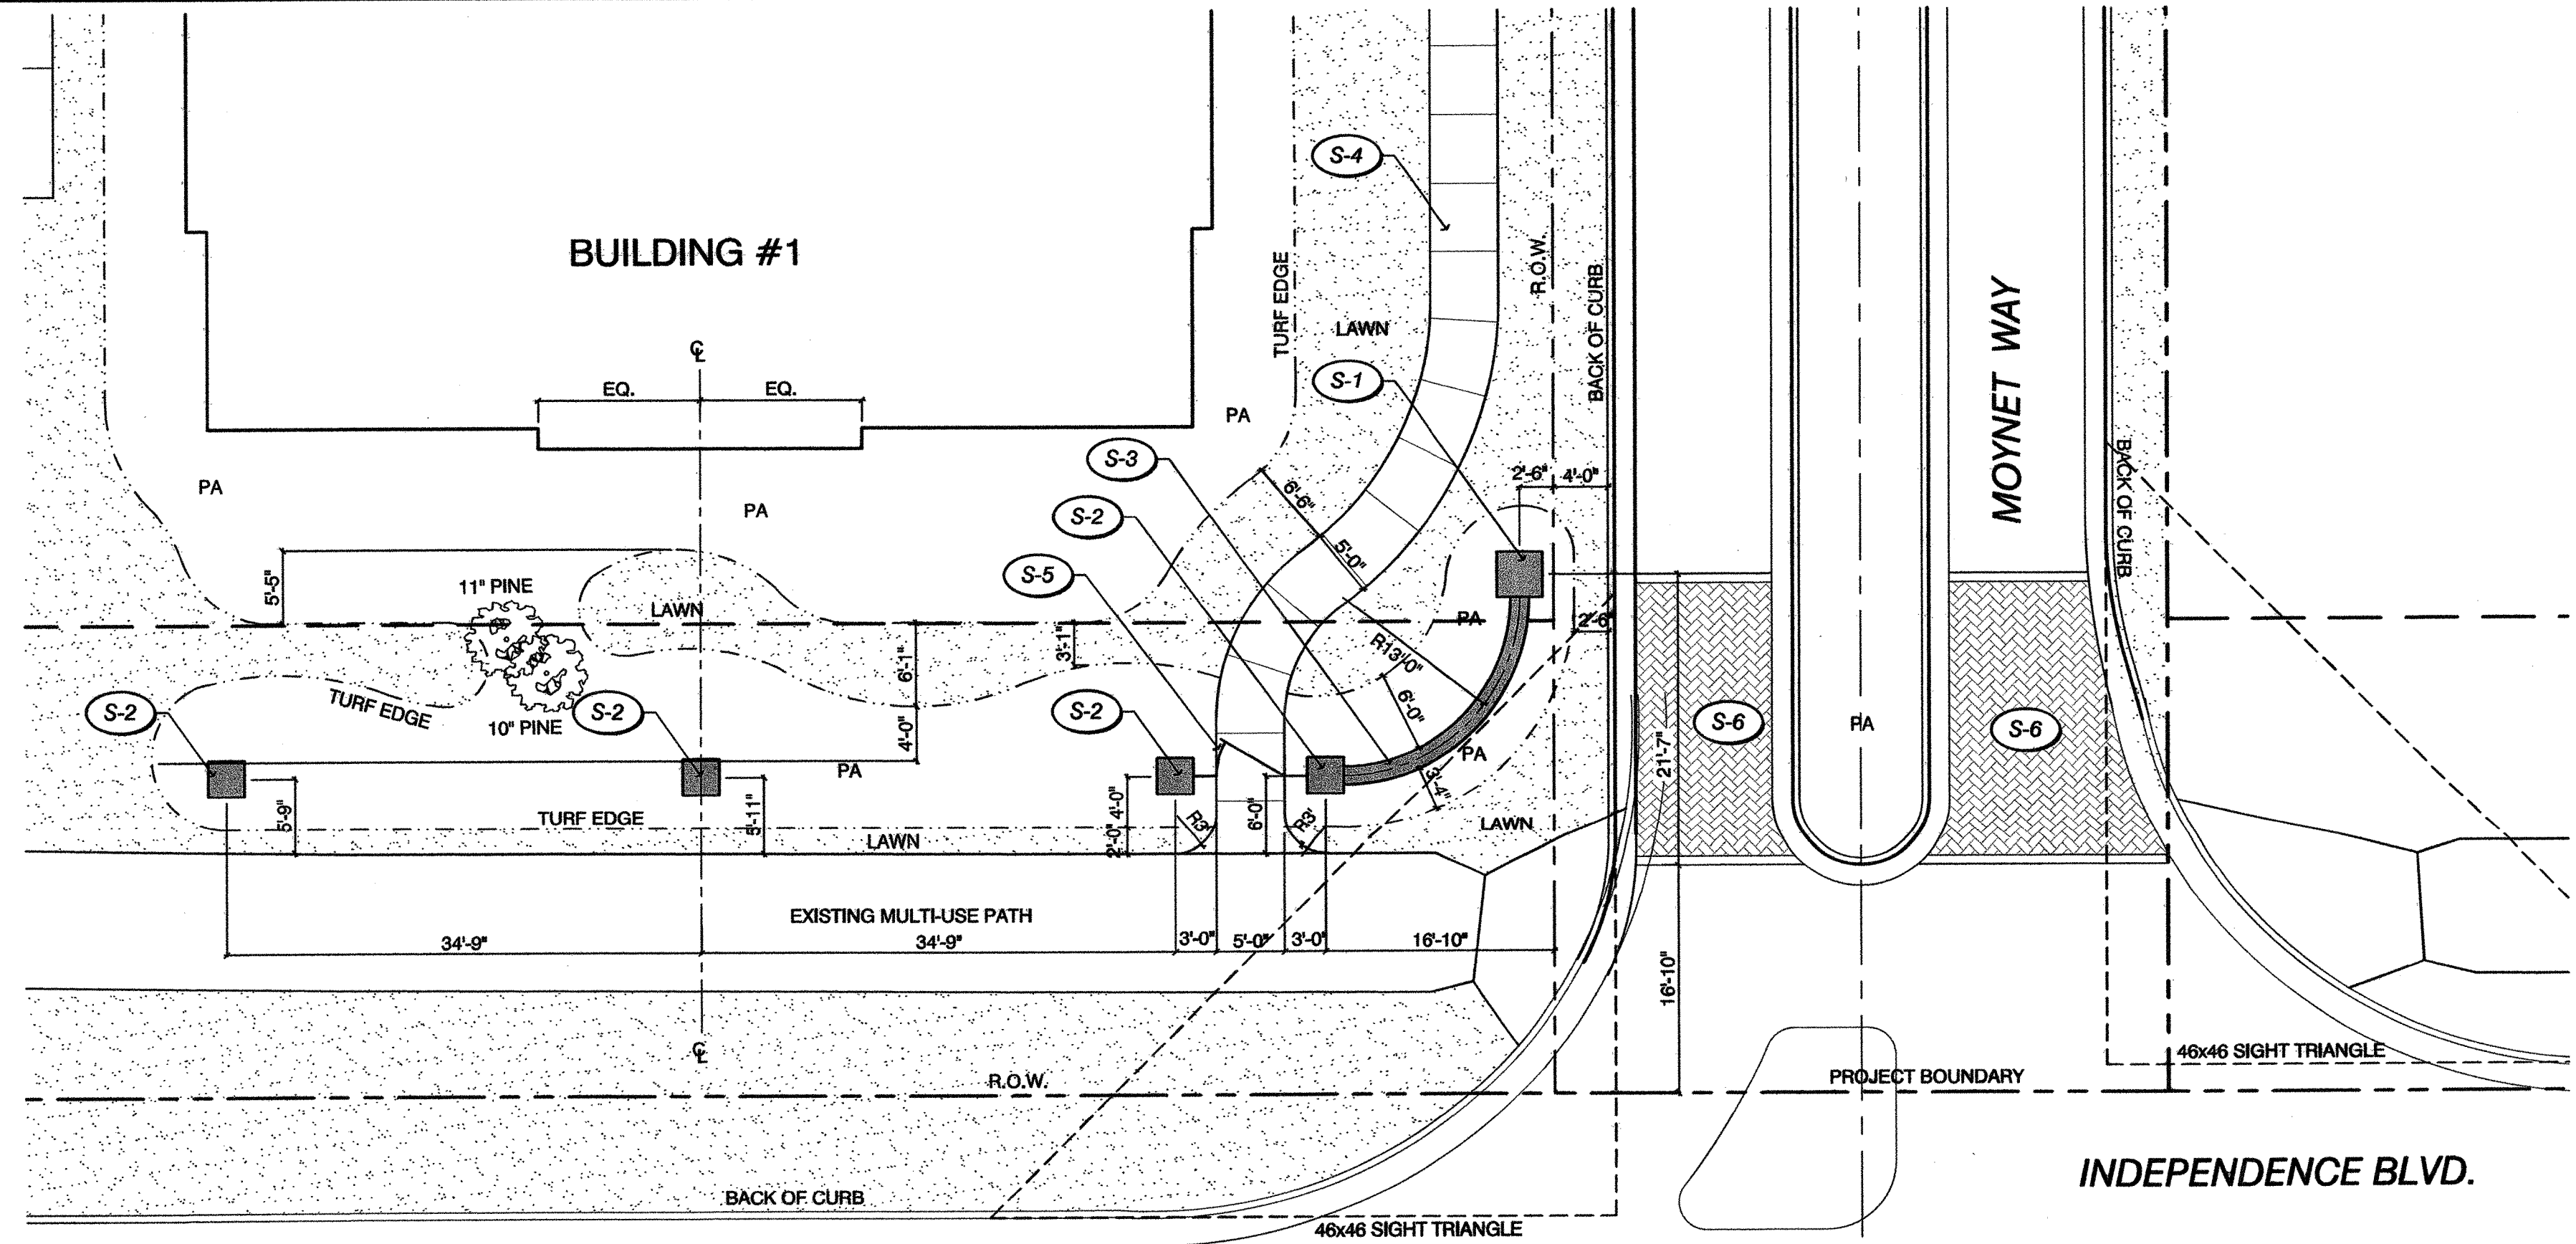 S-4
BUILDING #1
R.O.W.
TURF EDGE
BACK OF CURB
MOYNET WAY
LAWN
℄
EQ.
EQ.
S-1
PA
S-3
BACK OF CURB
2'-6"
4'-0"
6'-6"
PA
PA
S-2
5'-0"
S-5
5'-5"
11" PINE
LAWN
PA
2'-6"
3'-1"
6'-1"
R13'-0"
6'-0"
TURF EDGE
S-2
10" PINE
S-2
S-2
4'-0"
PA
21'-7"
S-6
PA
S-6
PA
3'-4"
5'-9"
5'-11"
4'-0"
2'-0"
6'-0"
R3'
R3'
TURF EDGE
LAWN
LAWN
EXISTING MULTI-USE PATH
34'-9"
34'-9"
3'-0"
5'-0"
3'-0"
16'-10"
16'-10"
℄
R.O.W.
46x46 SIGHT TRIANGLE
PROJECT BOUNDARY
INDEPENDENCE BLVD.
BACK OF CURB
46x46 SIGHT TRIANGLE